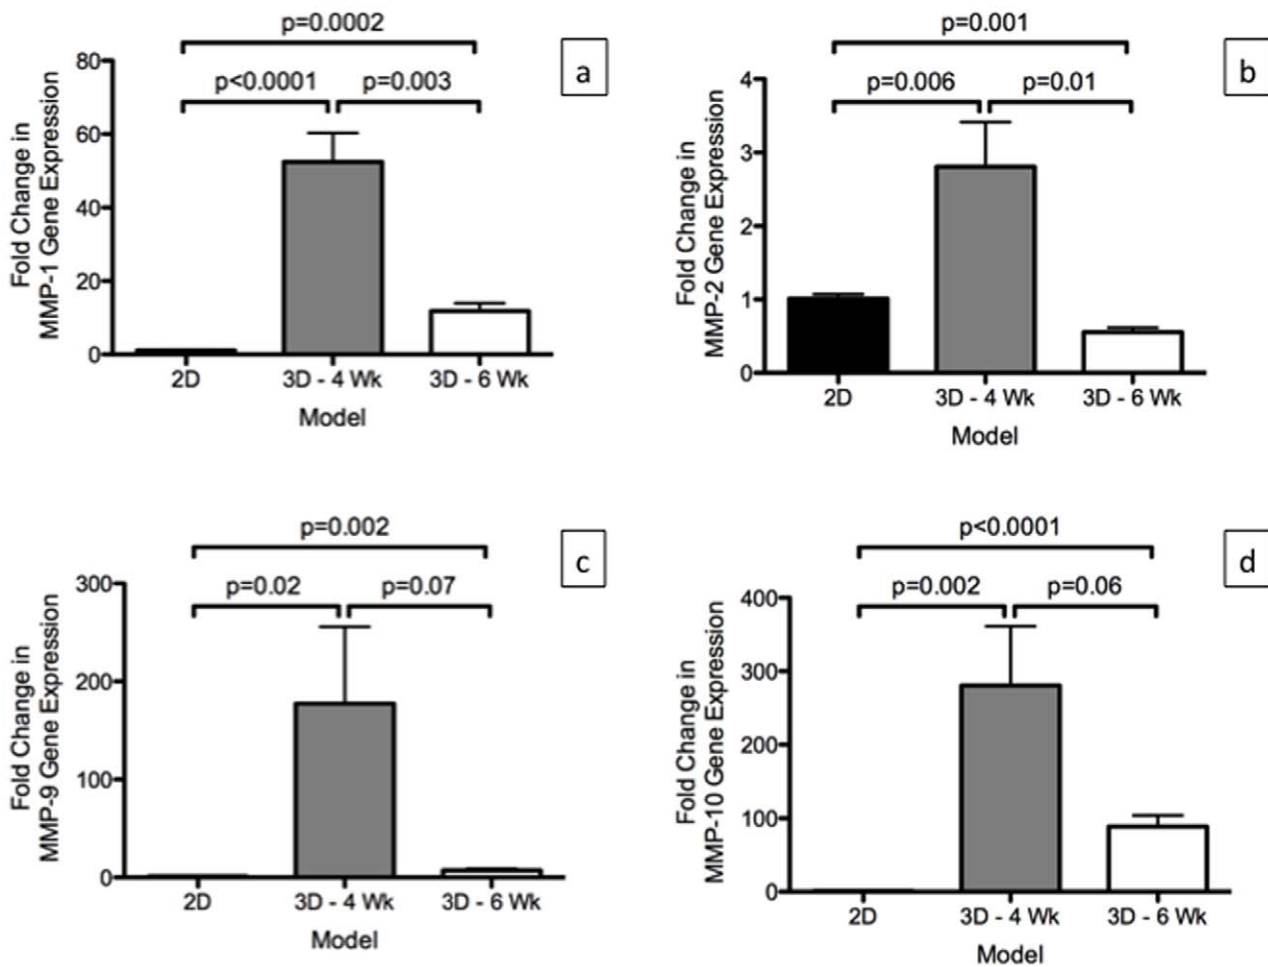 p=0.0002
a
p<0.0001 p=0.003
80
60
40
20
0
Fold Change in
MMP-1 Gene Expression
2D 3D - 4 Wk 3D - 6 Wk
Model
p=0.001
b
p=0.006 p=0.01
4
3
2
1
0
Fold Change in
MMP-2 Gene Expression
2D 3D - 4 Wk 3D - 6 Wk
Model
p=0.002
c
p=0.02 p=0.07
300
200
100
0
Fold Change in
MMP-9 Gene Expression
2D 3D - 4 Wk 3D - 6 Wk
Model
p<0.0001
d
p=0.002 p=0.06
400
300
200
100
0
Fold Change in
MMP-10 Gene Expression
2D 3D - 4 Wk 3D - 6 Wk
Model